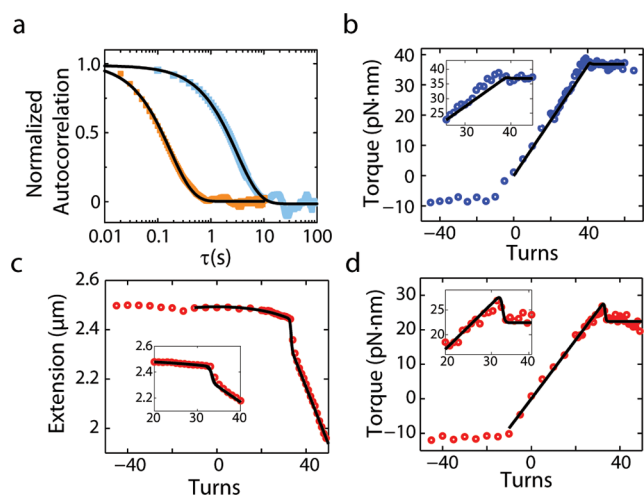 a
Normalized
Autocorrelation
1.0
0.5
0
0.01 0.1 1 10 100
τ(s)
b
Torque (pN·nm)
40
30
20
10
0
−10
−40 0 40
Turns
35
30
25
30 40
c
Extension (µm)
2.6
2.4
2.2
2
−40 0 40
Turns
2.6
2.4
2.2
20 30 40
d
Torque (pN·nm)
30
20
10
0
−10
−40 0 40
Turns
25
20
20 30 40